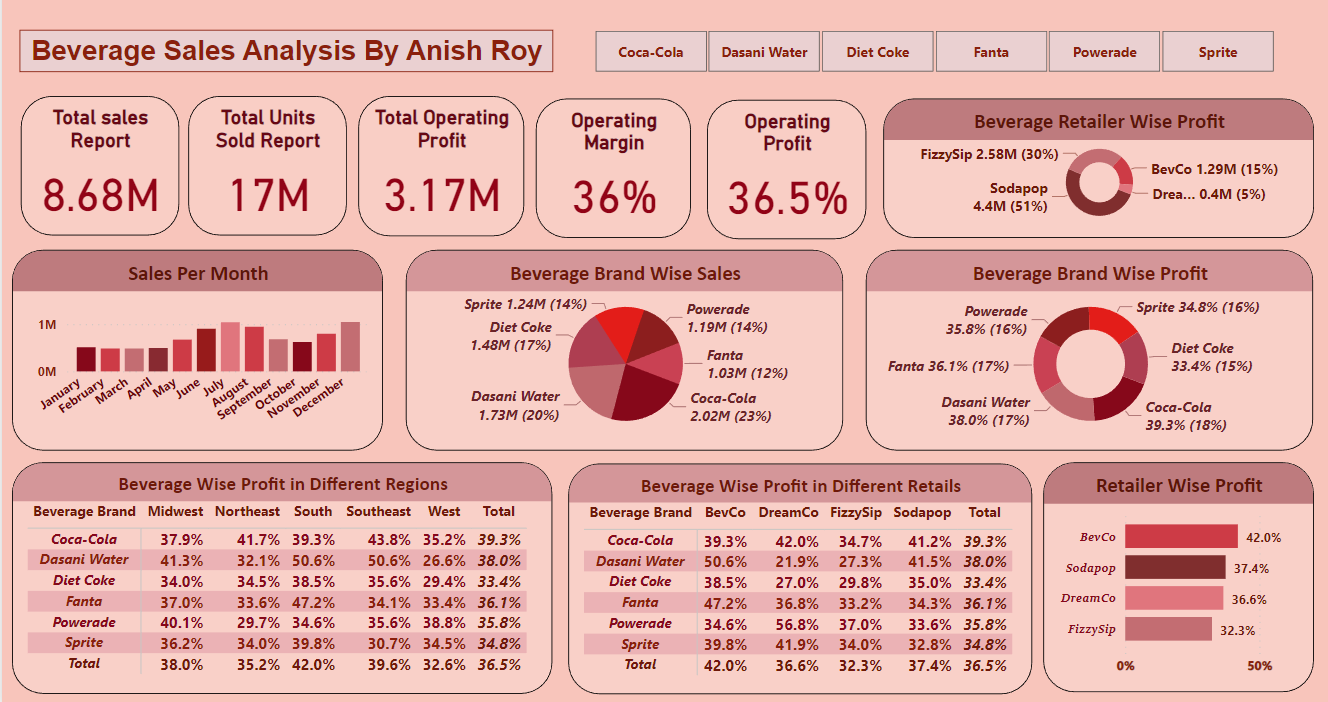 Beverage Sales Analysis By Anish Roy
Coca-Cola Dasani Water Diet Coke Fanta Powerade Sprite
Total sales
Report
8.68M
Total Units
Sold Report
17M
Total Operating
Profit
3.17M
Operating
Margin
36%
Operating
Profit
36.5%
Beverage Retailer Wise Profit
FizzySip 2.58M (30%)
BevCo 1.29M (15%)
Sodapop
4.4M (51%)
Drea... 0.4M (5%)
Sales Per Month
1M
0M
January February March April May June July August September October November December
Beverage Brand Wise Sales
Sprite 1.24M (14%)
Powerade
1.19M (14%)
Diet Coke
1.48M (17%)
Fanta
1.03M (12%)
Dasani Water
1.73M (20%)
Coca-Cola
2.02M (23%)
Beverage Brand Wise Profit
Powerade
35.8% (16%)
Sprite 34.8% (16%)
Fanta 36.1% (17%)
Diet Coke
33.4% (15%)
Dasani Water
38.0% (17%)
Coca-Cola
39.3% (18%)
Beverage Wise Profit in Different Regions
Beverage Brand Midwest Northeast South Southeast West Total
Coca-Cola 37.9% 41.7% 39.3% 43.8% 35.2% 39.3%
Dasani Water 41.3% 32.1% 50.6% 50.6% 26.6% 38.0%
Diet Coke 34.0% 34.5% 38.5% 35.6% 29.4% 33.4%
Fanta 37.0% 33.6% 47.2% 34.1% 33.4% 36.1%
Powerade 40.1% 29.7% 34.6% 35.6% 38.8% 35.8%
Sprite 36.2% 34.0% 39.8% 30.7% 34.5% 34.8%
Total 38.0% 35.2% 42.0% 39.6% 32.6% 36.5%
Beverage Wise Profit in Different Retails
Beverage Brand BevCo DreamCo FizzySip Sodapop Total
Coca-Cola 39.3% 42.0% 34.7% 41.2% 39.3%
Dasani Water 50.6% 21.9% 27.3% 41.5% 38.0%
Diet Coke 38.5% 27.0% 29.8% 35.0% 33.4%
Fanta 47.2% 36.8% 33.2% 34.3% 36.1%
Powerade 34.6% 56.8% 37.0% 33.6% 35.8%
Sprite 39.8% 41.9% 34.0% 32.8% 34.8%
Total 42.0% 36.6% 32.3% 37.4% 36.5%
Retailer Wise Profit
BevCo 42.0%
Sodapop 37.4%
DreamCo 36.6%
FizzySip 32.3%
0% 50%